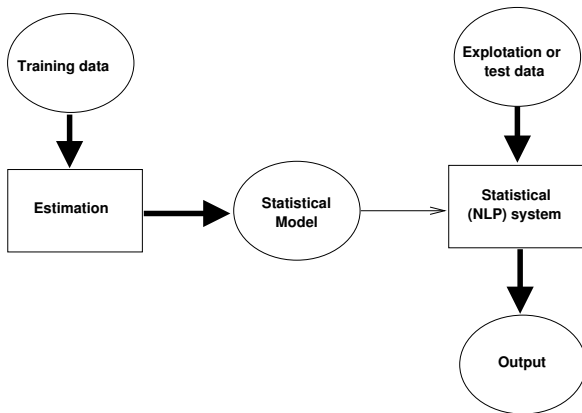 Training data
Explotation or
test data
Estimation
Statistical
Model
Statistical
(NLP) system
Output